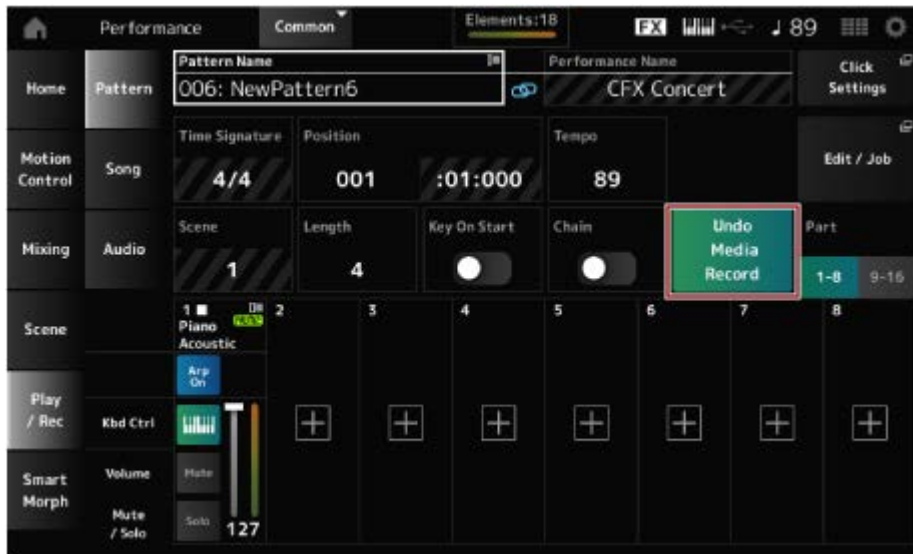 Performance
Common
Elements:18
FX
♩ 89
Home
Pattern
Pattern Name
006: NewPattern6
Performance Name
CFX Concert
Click
Settings
Motion
Control
Song
Time Signature
4/4
Position
001
:01:000
Tempo
89
Edit / Job
Mixing
Audio
Scene
1
Length
4
Key On Start
Chain
Undo
Media
Record
Part
1-8
9-16
Scene
1
Piano
Acoustic
2
3
4
5
6
7
8
Arp
On
Play
/ Rec
Kbd Ctrl
Smart
Morph
Volume
Mute
Mute
/ Solo
Solo
127